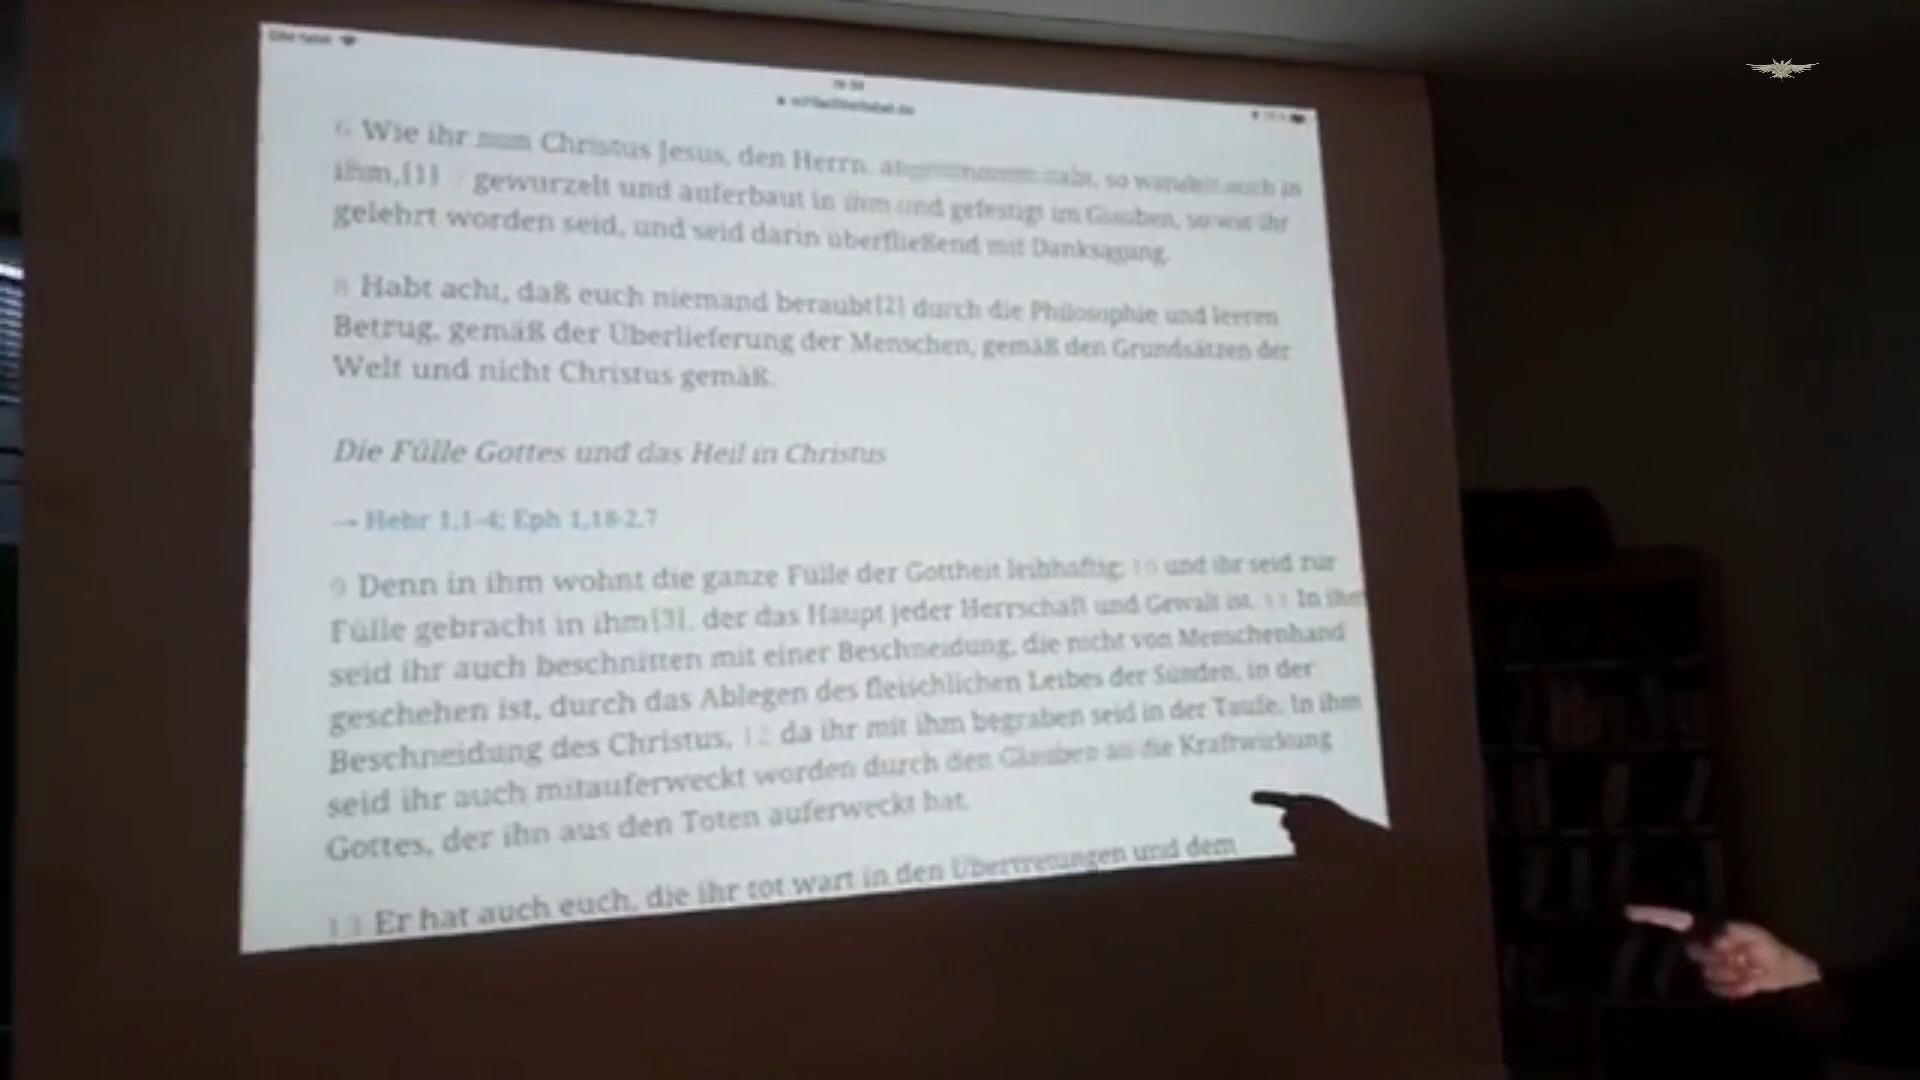 6 Wie ihr nun Christus Jesus, den Herrn, habt, so wandelt auch in
ihm,[1] gewurzelt und auferbaut in ihm und gefestigt im Glauben, so wie ihr
gelehrt worden seid, und seid darin überfließend mit Danksagung.
8 Habt acht, daß euch niemand beraubt[2] durch die Philosophie und leeren
Betrug, gemäß der Überlieferung der Menschen, gemäß den Grundsätzen der
Welt und nicht Christus gemäß.
Die Fülle Gottes und das Heil in Christus
→ Hebr 1,1-4; Eph 1,18-2,7
9 Denn in ihm wohnt die ganze Fülle der Gottheit leibhaftig; 10 und ihr seid zur
Fülle gebracht in ihm[3], der das Haupt jeder Herrschaft und Gewalt ist. 11 In ihm
seid ihr auch beschnitten mit einer Beschneidung, die nicht von Menschenhand
geschehen ist, durch das Ablegen des fleischlichen Leibes der Sünden, in der
Beschneidung des Christus, 12 da ihr mit ihm begraben seid in der Taufe. In ihm
seid ihr auch mitauferweckt worden durch den Glauben an die Kraftwirkung
Gottes, der ihn aus den Toten auferweckt hat.
13 Er hat auch euch, die ihr tot wart in den Übertretungen und dem